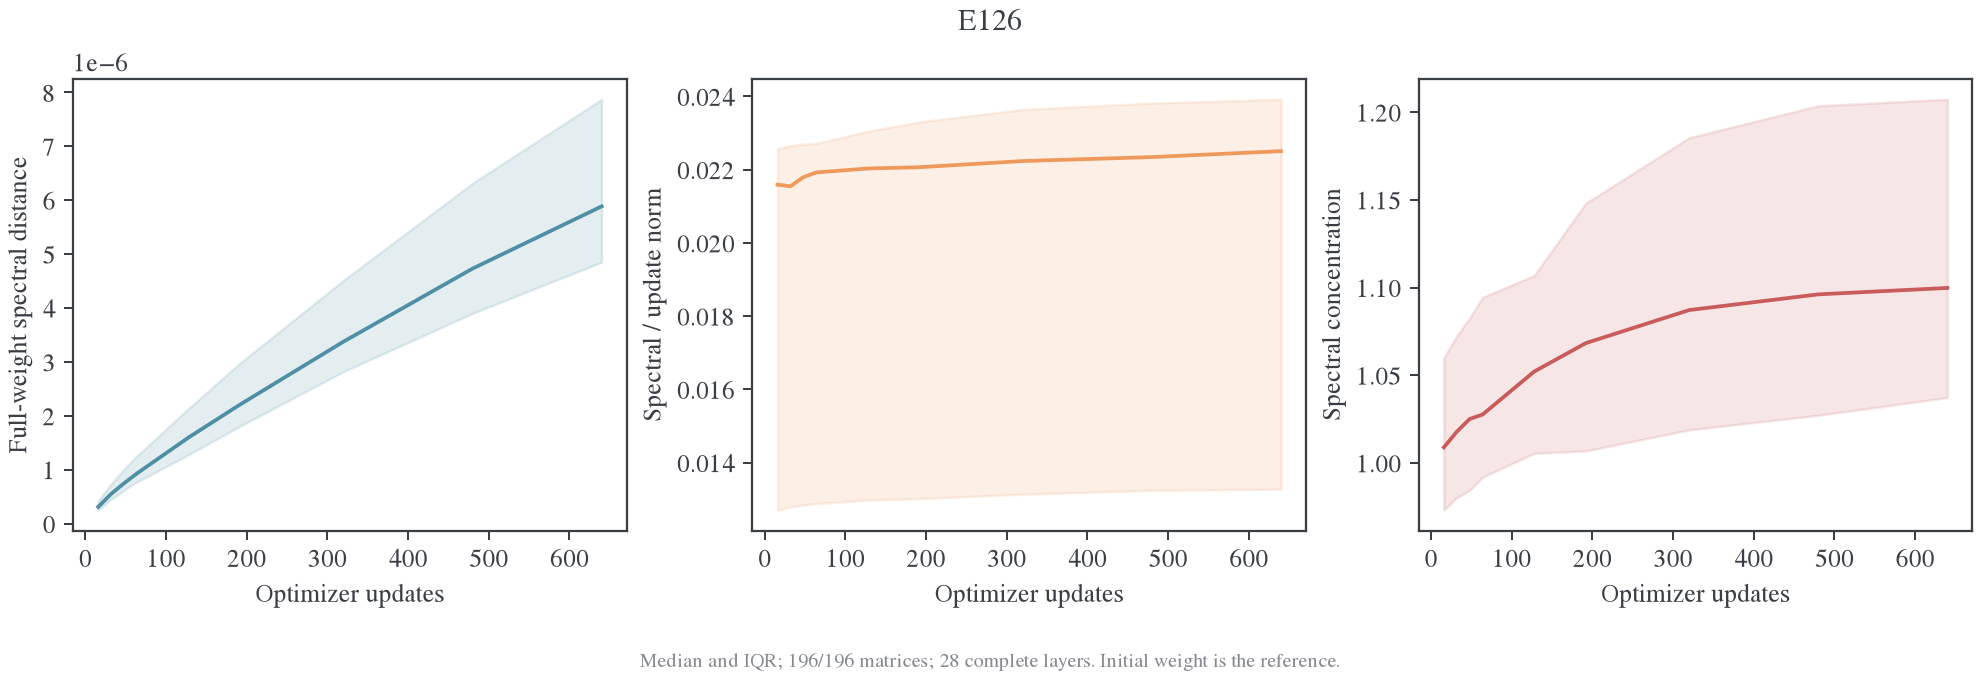 E126
1e−6
Full-weight spectral distance
8
7
6
5
4
3
2
1
0
0 100 200 300 400 500 600
Optimizer updates
Spectral / update norm
0.024
0.022
0.020
0.018
0.016
0.014
0 100 200 300 400 500 600
Optimizer updates
Spectral concentration
1.20
1.15
1.10
1.05
1.00
0 100 200 300 400 500 600
Optimizer updates
Median and IQR; 196/196 matrices; 28 complete layers. Initial weight is the reference.